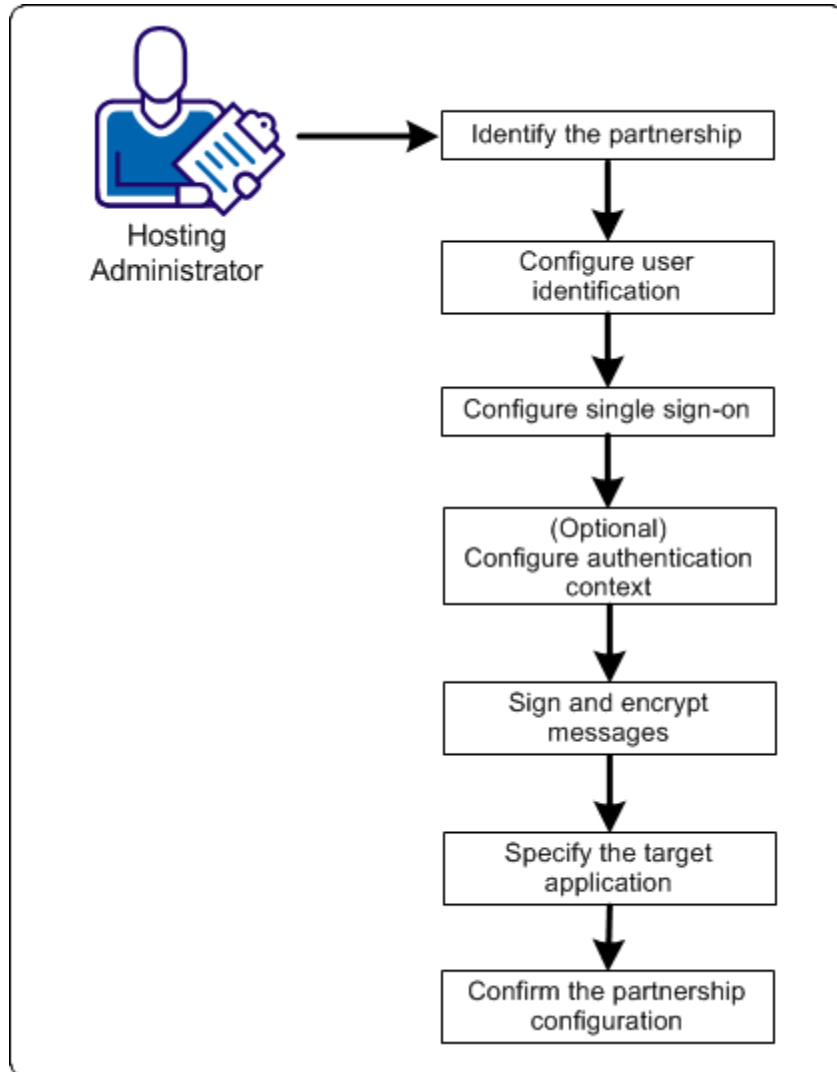 Hosting
Administrator
Identify the partnership
Configure user
identification
Configure single sign-on
(Optional)
Configure authentication
context
Sign and encrypt
messages
Specify the target
application
Confirm the partnership
configuration